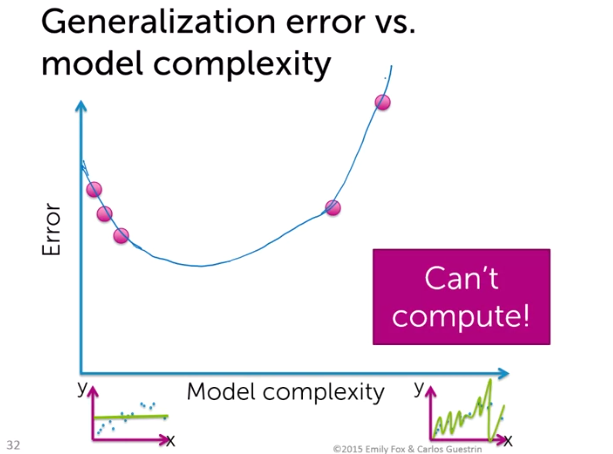 Generalization error vs.
model complexity
Error
Can't
compute!
y
Model complexity
y
x
x
32
©2015 Emily Fox & Carlos Guestrin